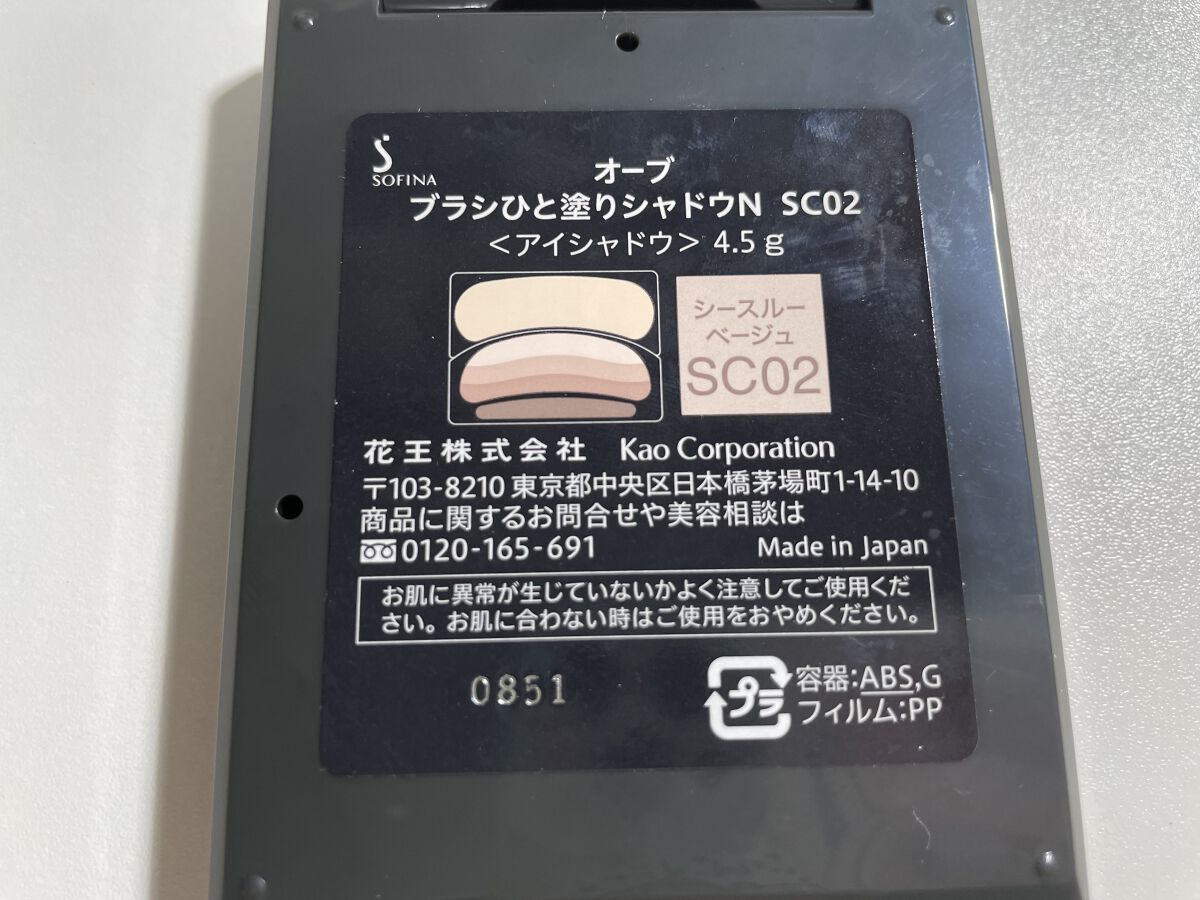 SOFINA
オーブ
ブラシひと塗りシャドウN SC02
＜アイシャドウ＞ 4.5g
シースルー
ベージュ
SC02
花王株式会社 Kao Corporation
〒103-8210 東京都中央区日本橋茅場町1-14-10
商品に関するお問合せや美容相談は
0120-165-691 Made in Japan
お肌に異常が生じていないかよく注意してご使用くだ
さい。お肌に合わない時はご使用をおやめください。
0851
プラ 容器:ABS,G
フィルム:PP